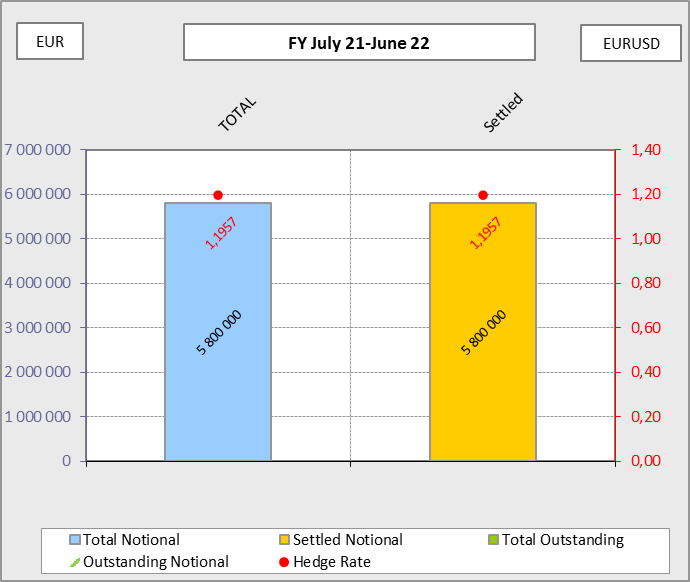 EUR
FY July 21-June 22
EURUSD
TOTAL
Settled
7 000 000
6 000 000
5 000 000
4 000 000
3 000 000
2 000 000
1 000 000
0
1,1957
5 800 000
1,1957
5 800 000
1,40
1,20
1,00
0,80
0,60
0,40
0,20
0,00
Total Notional
Settled Notional
Total Outstanding
Outstanding Notional
Hedge Rate